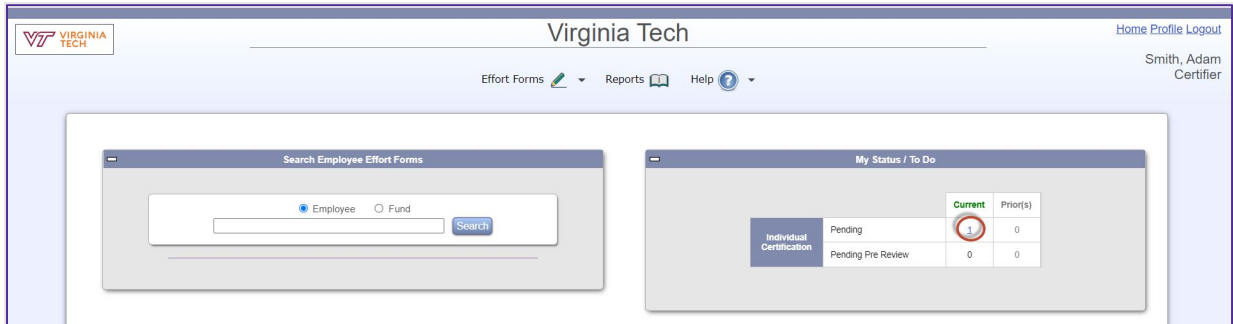 VT VIRGINIA TECH
Virginia Tech
Home Profile Logout
Smith, Adam
Certifier
Effort Forms Reports Help ?
Search Employee Effort Forms
Employee Fund
Search
My Status / To Do
Current Prior(s)
Individual Certification
Pending 1 0
Pending Pre Review 0 0